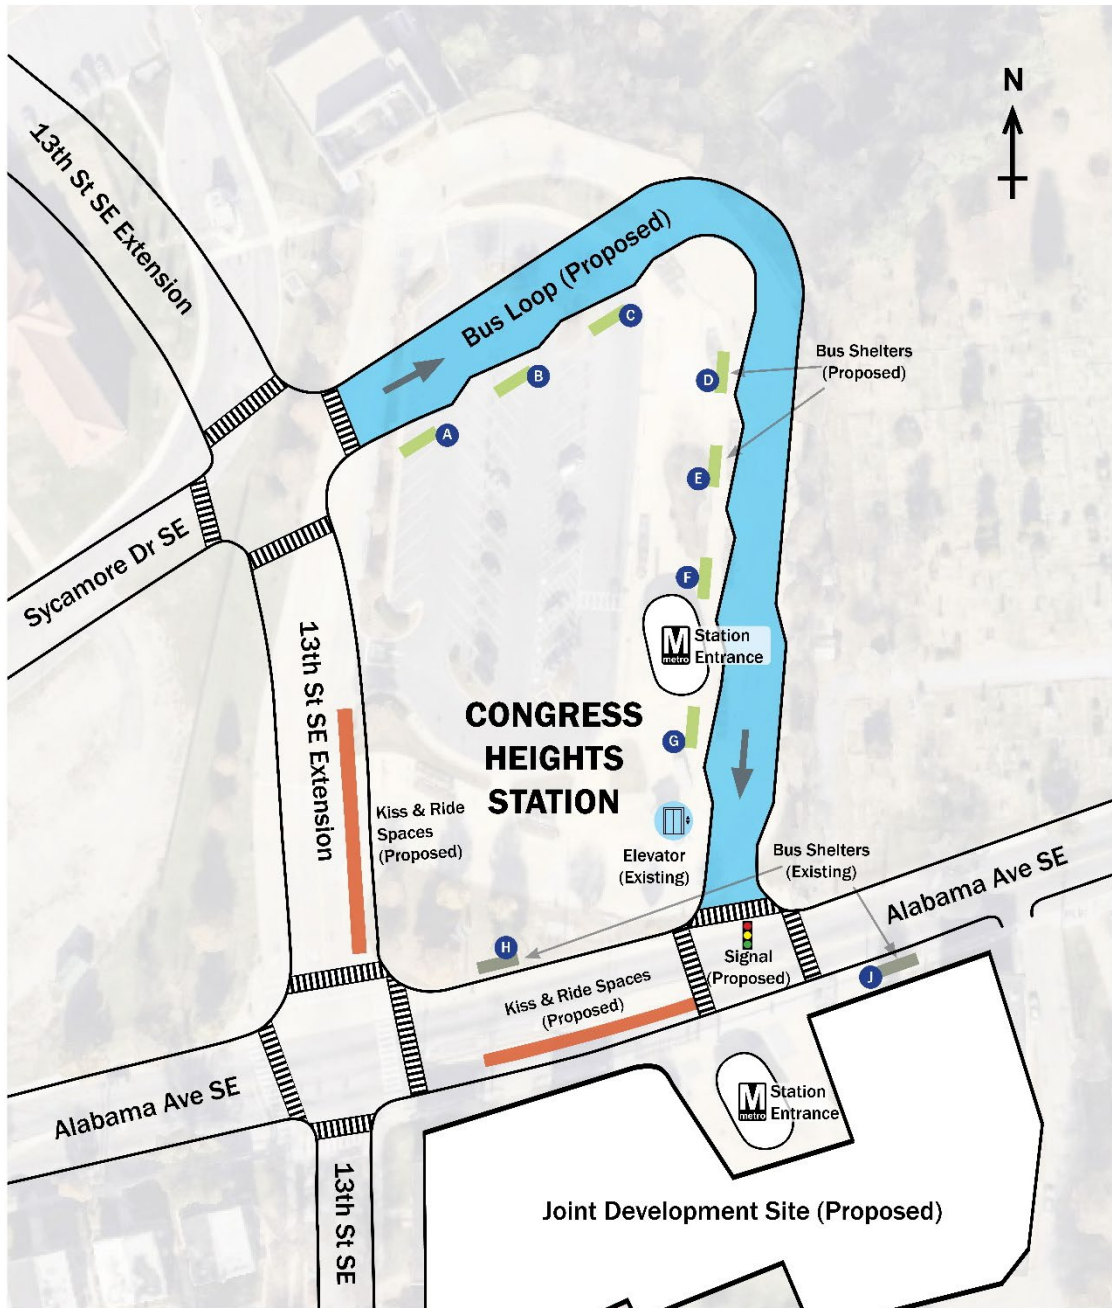 N
13th St SE Extension
Bus Loop (Proposed)
C
B
A
D
Bus Shelters
(Proposed)
E
F
Sycamore Dr SE
13th St SE Extension
M
metro
Station
Entrance
CONGRESS
HEIGHTS
STATION
G
Kiss & Ride
Spaces
(Proposed)
Elevator
(Existing)
Bus Shelters
(Existing)
Alabama Ave SE
H
Signal
(Proposed)
J
Kiss & Ride Spaces
(Proposed)
Alabama Ave SE
M
metro
Station
Entrance
13th St SE
Joint Development Site (Proposed)